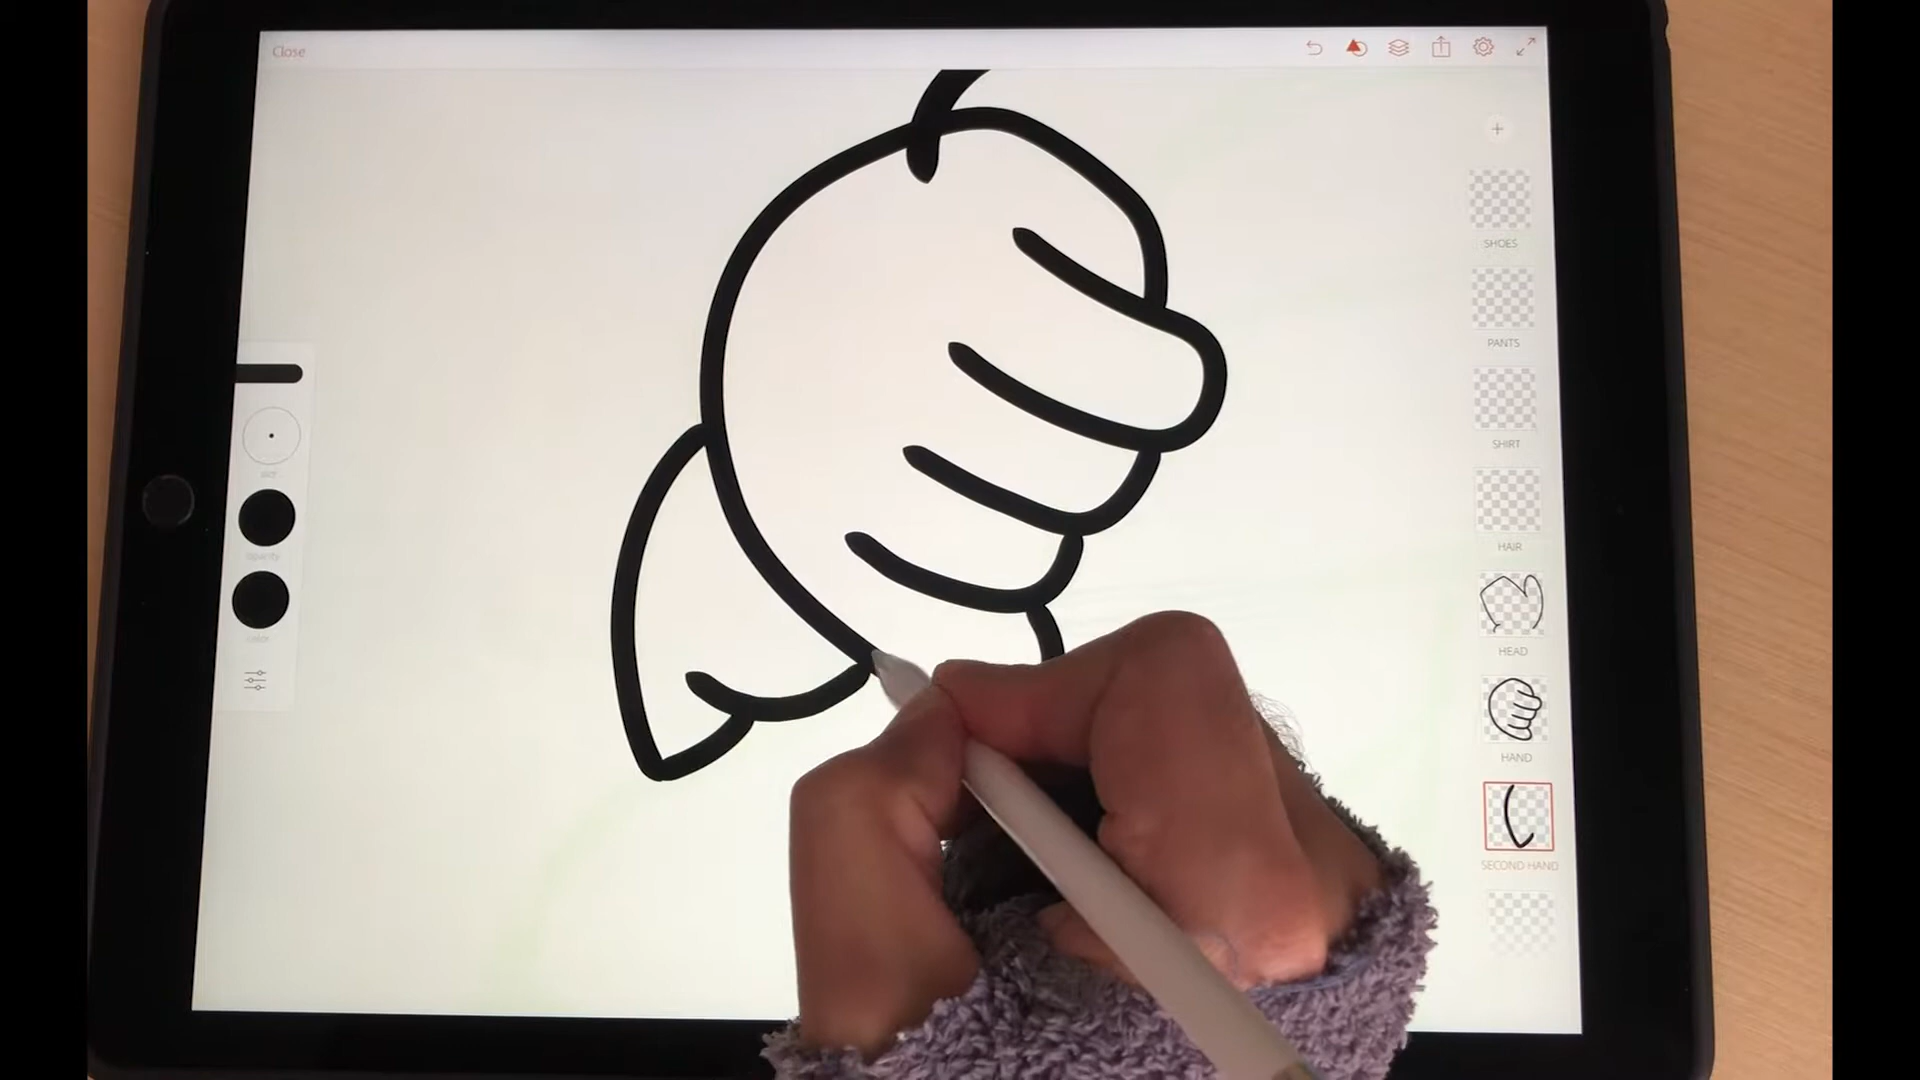 Close
SHOES
PANTS
SHIRT
HAIR
HEAD
HAND
SECOND HAND